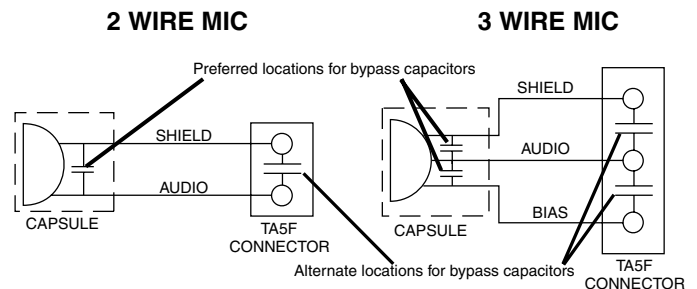 2 WIRE MIC
3 WIRE MIC
Preferred locations for bypass capacitors
SHIELD
AUDIO
CAPSULE
TA5F
CONNECTOR
SHIELD
AUDIO
BIAS
CAPSULE
TA5F
CONNECTOR
Alternate locations for bypass capacitors